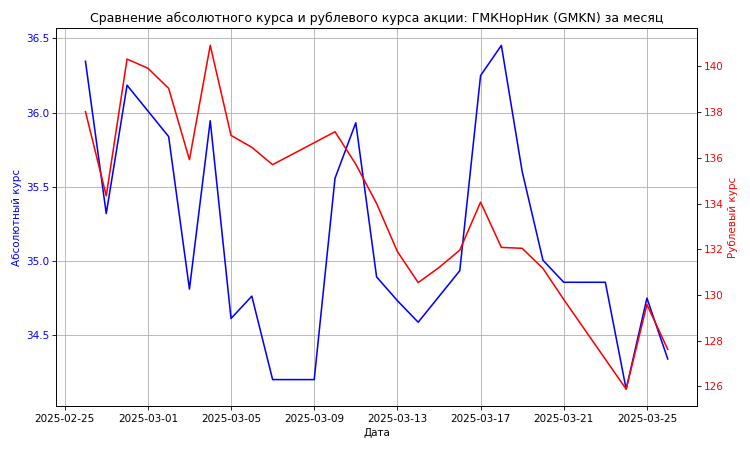 Сравнение абсолютного курса и рублевого курса акции: ГМКНорНик (GMKN) за месяц
36.5
36.0
35.5
35.0
34.5
Абсолютный курс
140
138
136
134
132
130
128
126
Рублевый курс
2025-02-25 2025-03-01 2025-03-05 2025-03-09 2025-03-13 2025-03-17 2025-03-21 2025-03-25
Дата